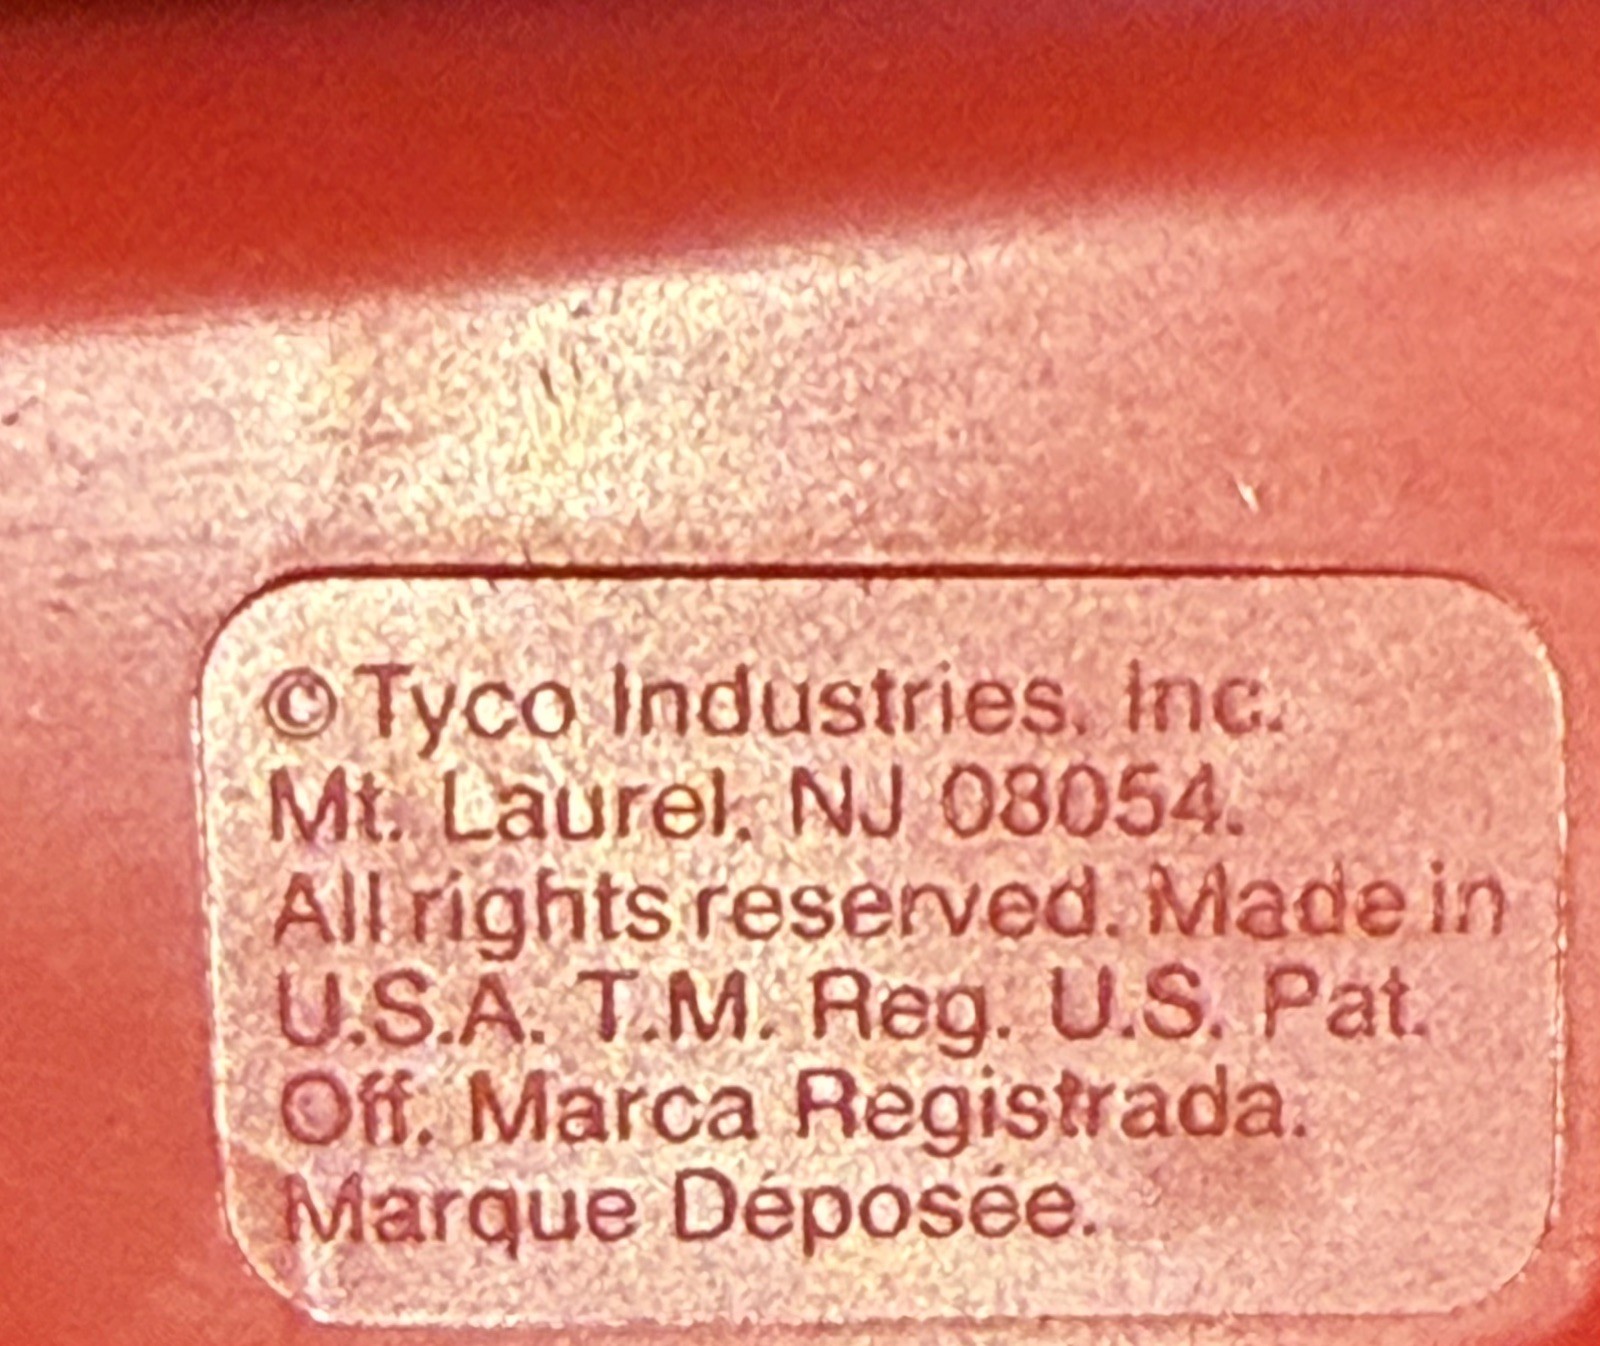 © Tyco Industries, Inc.
Mt. Laurel, NJ 08054.
All rights reserved. Made in
U.S.A. T.M. Reg. U.S. Pat.
Off. Marca Registrada.
Marque Déposée.